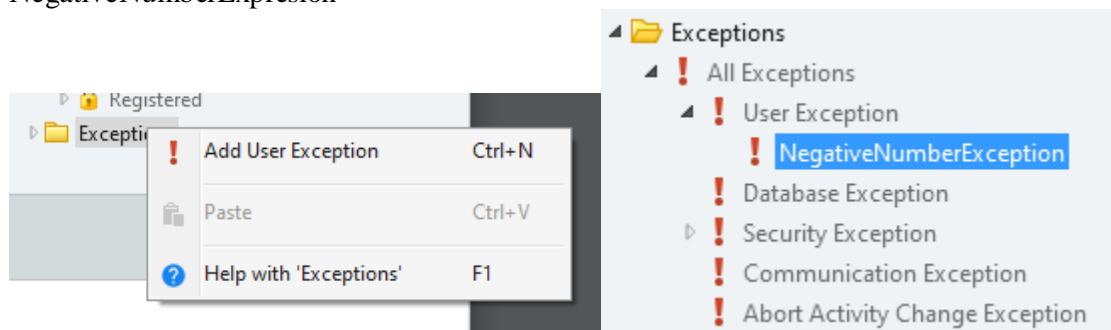 NegativeNumberExpresion
Registered
Exceptio
Add User Exception Ctrl+N
Paste Ctrl+V
Help with 'Exceptions' F1
Exceptions
All Exceptions
User Exception
NegativeNumberException
Database Exception
Security Exception
Communication Exception
Abort Activity Change Exception